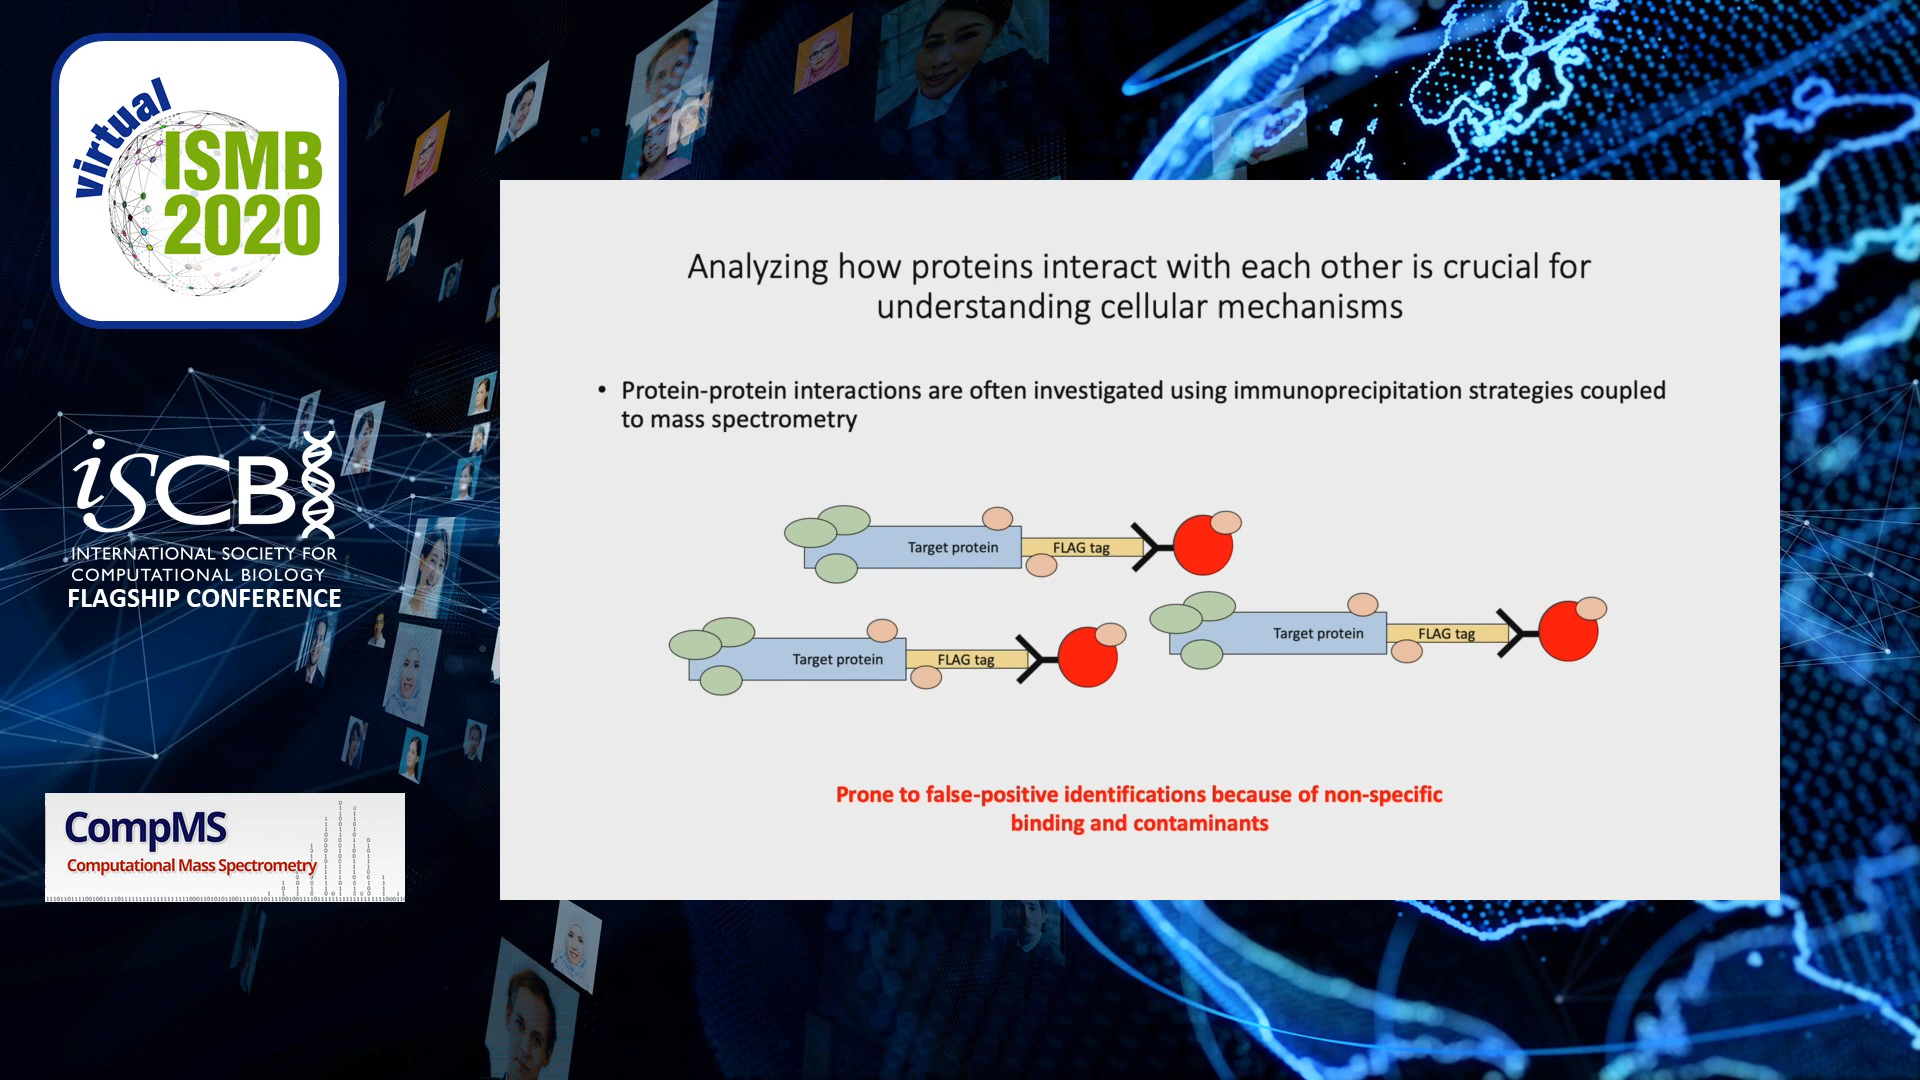 virtual
ISMB
2020
iSCB
INTERNATIONAL SOCIETY FOR
COMPUTATIONAL BIOLOGY
FLAGSHIP CONFERENCE
CompMS
Computational Mass Spectrometry
Analyzing how proteins interact with each other is crucial for
understanding cellular mechanisms
• Protein-protein interactions are often investigated using immunoprecipitation strategies coupled
to mass spectrometry
Target protein
FLAG tag
Target protein
FLAG tag
Target protein
FLAG tag
Prone to false-positive identifications because of non-specific
binding and contaminants